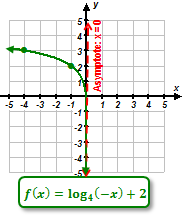 y
5
4
3
2
1
x
-5 -4 -3 -2 -1 1 2 3 4 5
-1
-2
-3
-4
-5
Asymptote: x = 0
f(x) = log₄(-x) + 2